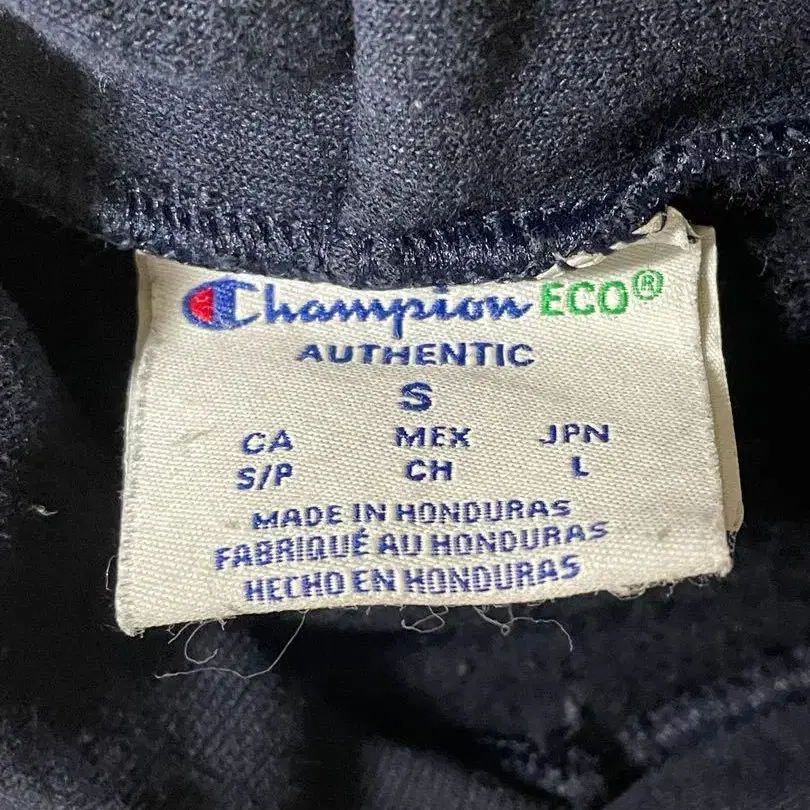 Champion ECO®
AUTHENTIC
S
CA MEX JPN
S/P CH L
MADE IN HONDURAS
FABRIQUÉ AU HONDURAS
HECHO EN HONDURAS